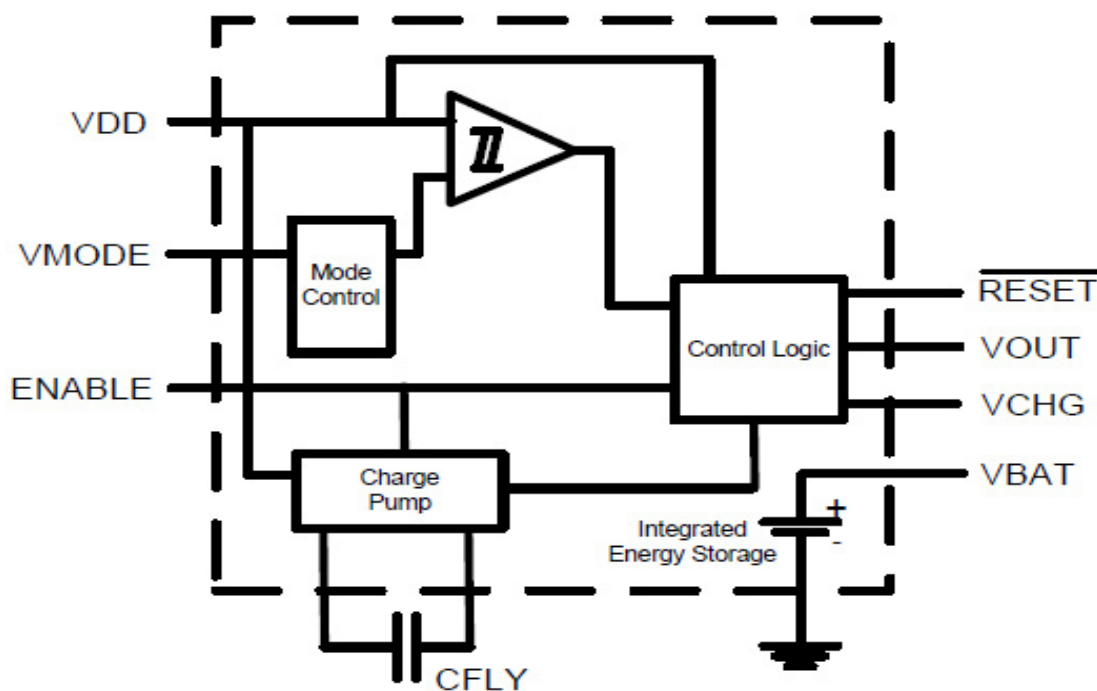 VDD
VMODE
Mode
Control
ENABLE
Charge
Pump
CFLY
Control Logic
RESET
VOUT
VCHG
VBAT
Integrated
Energy Storage
+
-